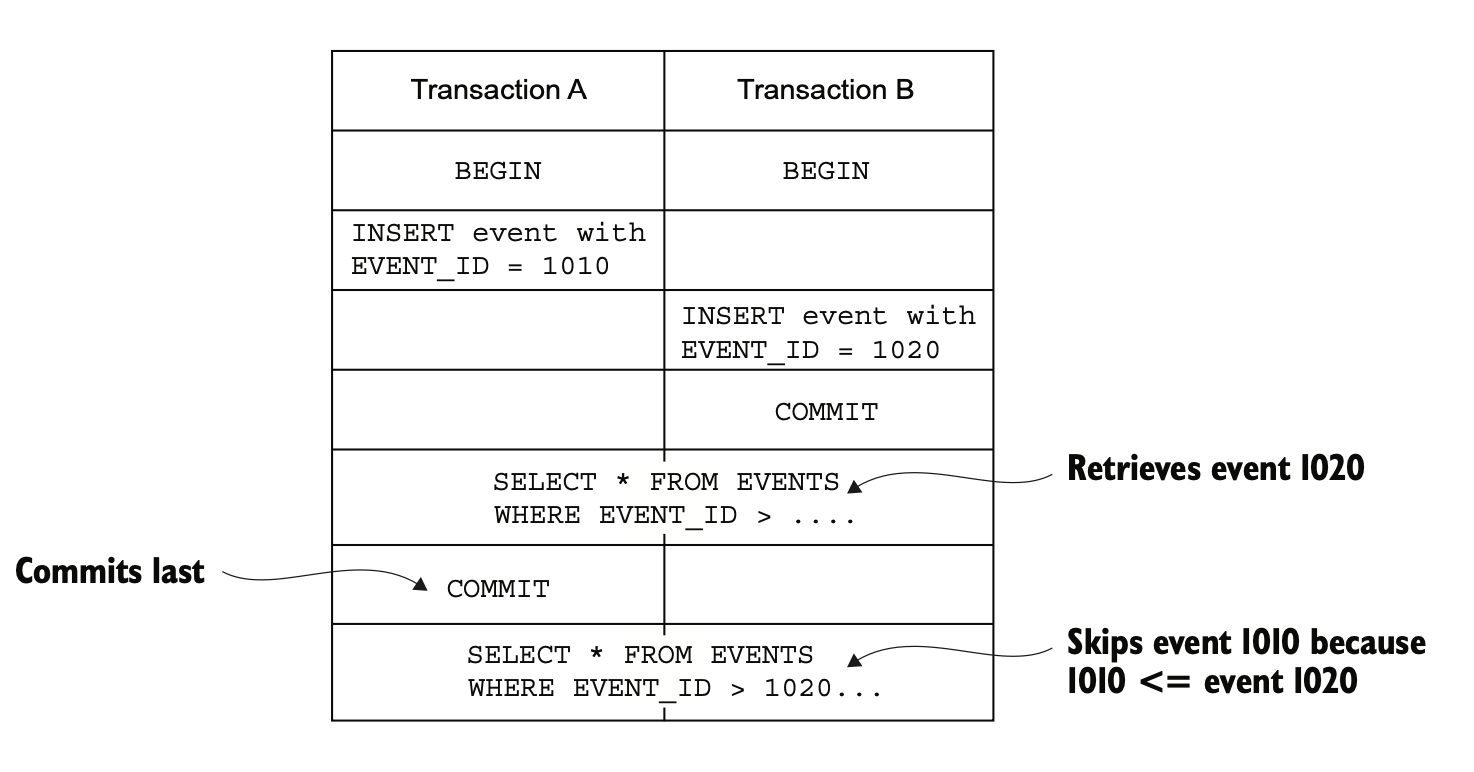 Transaction A
Transaction B
BEGIN
BEGIN
INSERT event with
EVENT_ID = 1010
INSERT event with
EVENT_ID = 1020
COMMIT
SELECT * FROM EVENTS
WHERE EVENT_ID > ....
Retrieves event 1020
Commits last
COMMIT
SELECT * FROM EVENTS
WHERE EVENT_ID > 1020...
Skips event 1010 because
1010 <= event 1020